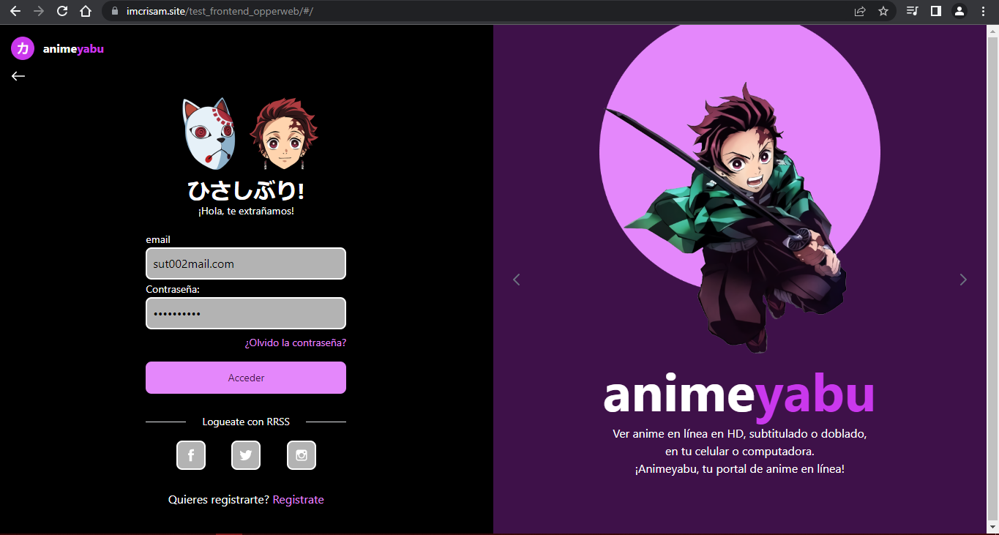 imcrisam.site/test_frontend_opperweb/#/
カ animeyabu
ひさしぶり!
¡Hola, te extrañamos!
email
sut002mail.com
Contraseña:
••••••••••
¿Olvido la contraseña?
Acceder
Logueate con RRSS
Quieres registrarte? Registrate
animeyabu
Ver anime en línea en HD, subtitulado o doblado,
en tu celular o computadora.
¡Animeyabu, tu portal de anime en línea!